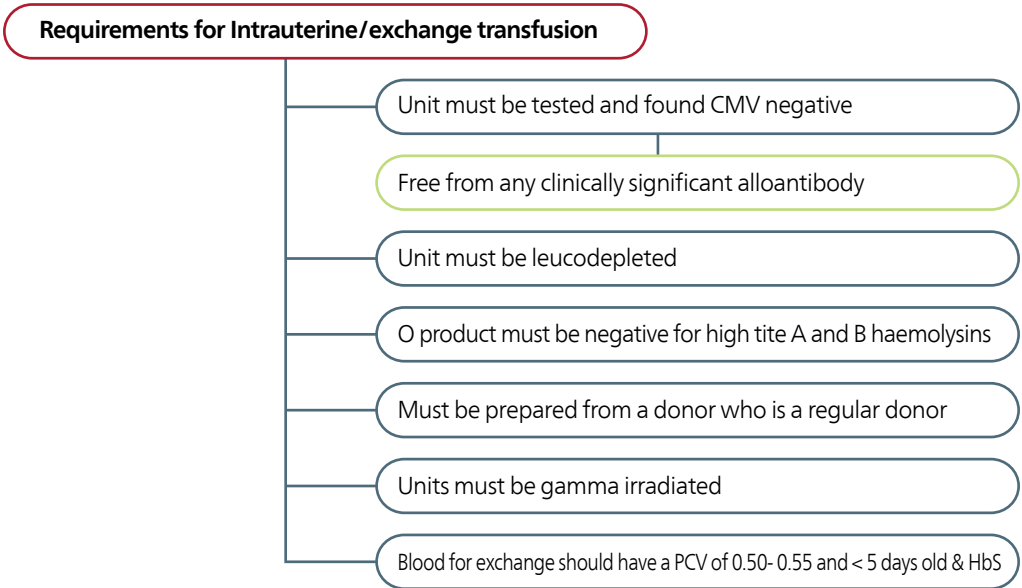 Requirements for Intrauterine/exchange transfusion
Unit must be tested and found CMV negative
Free from any clinically significant alloantibody
Unit must be leucodepleted
O product must be negative for high tite A and B haemolysins
Must be prepared from a donor who is a regular donor
Units must be gamma irradiated
Blood for exchange should have a PCV of 0.50- 0.55 and < 5 days old & HbS